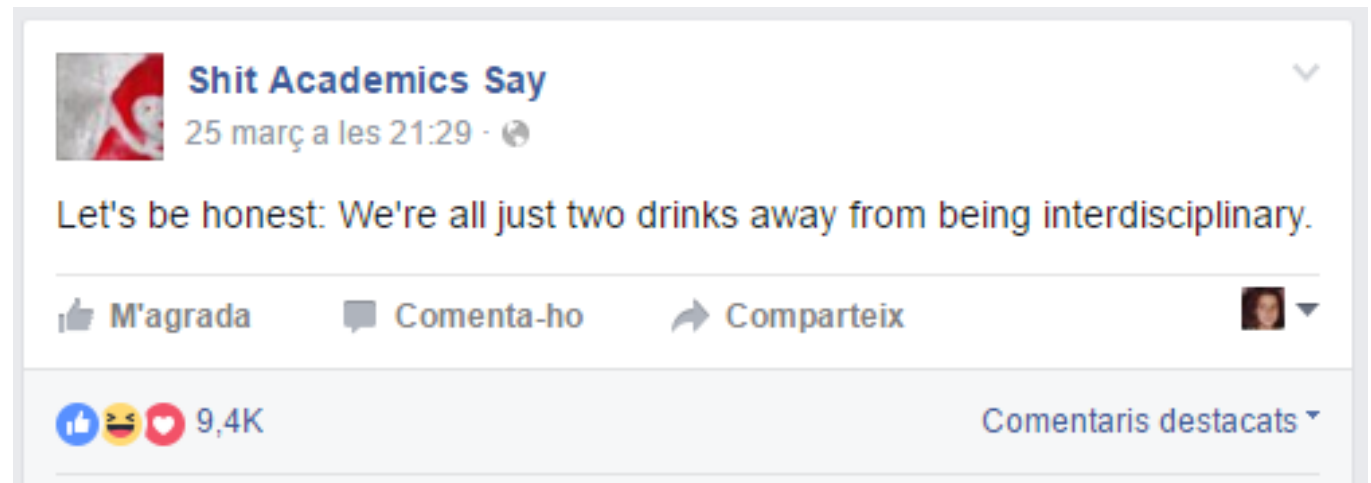 Shit Academics Say
25 març a les 21:29 ·
Let's be honest: We're all just two drinks away from being interdisciplinary.
M'agrada Comenta-ho Comparteix
9,4K Comentaris destacats